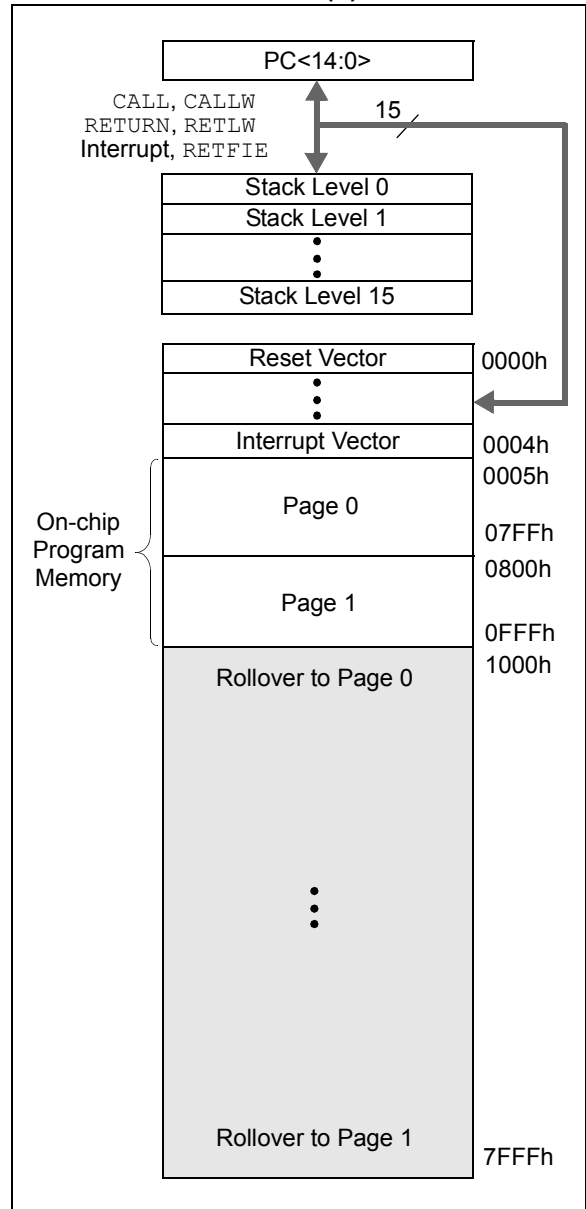 PC<14:0>
CALL, CALLW
RETURN, RETLW
Interrupt, RETFIE
15
Stack Level 0
Stack Level 1
Stack Level 15
Reset Vector
0000h
Interrupt Vector
0004h
0005h
On-chip
Program
Memory
Page 0
07FFh
0800h
Page 1
0FFFh
1000h
Rollover to Page 0
Rollover to Page 1
7FFFh